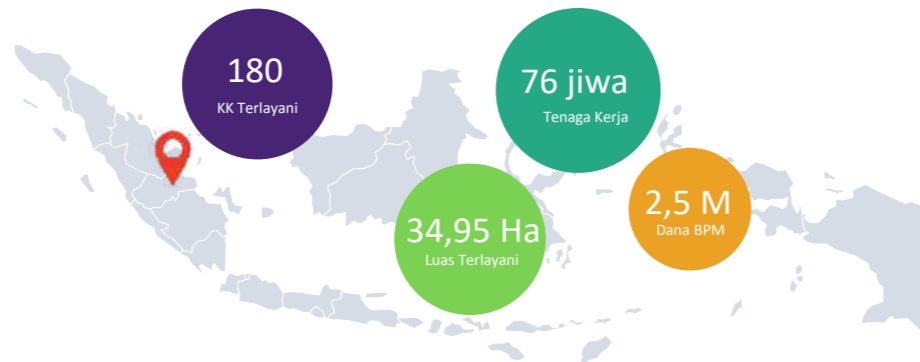 180
KK Terlayani
76 jiwa
Tenaga Kerja
34,95 Ha
Luas Terlayani
2,5 M
Dana BPM